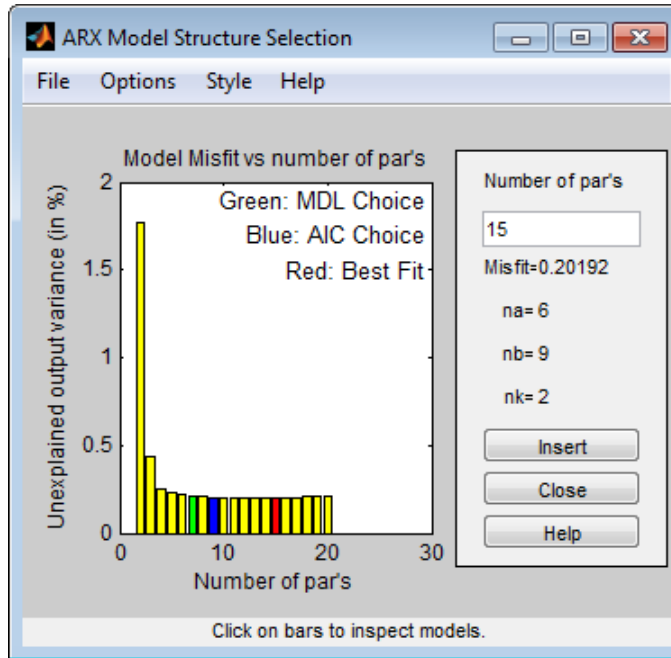 ARX Model Structure Selection
File Options Style Help
Model Misfit vs number of par's
Unexplained output variance (in %)
2
1.5
1
0.5
0
Green: MDL Choice
Blue: AIC Choice
Red: Best Fit
0 10 20 30
Number of par's
Number of par's
15
Misfit=0.20192
na= 6
nb= 9
nk= 2
Insert
Close
Help
Click on bars to inspect models.